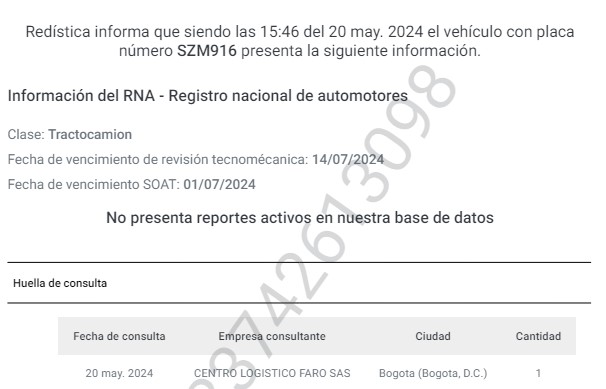 Redística informa que siendo las 15:46 del 20 may. 2024 el vehículo con placa
número SZM916 presenta la siguiente información.
Información del RNA - Registro nacional de automotores
Clase: Tractocamion
Fecha de vencimiento de revisión tecnomécanica: 14/07/2024
Fecha de vencimiento SOAT: 01/07/2024
No presenta reportes activos en nuestra base de datos
Huella de consulta
Fecha de consulta Empresa consultante Ciudad Cantidad
20 may. 2024 CENTRO LOGISTICO FARO SAS Bogota (Bogota, D.C.) 1